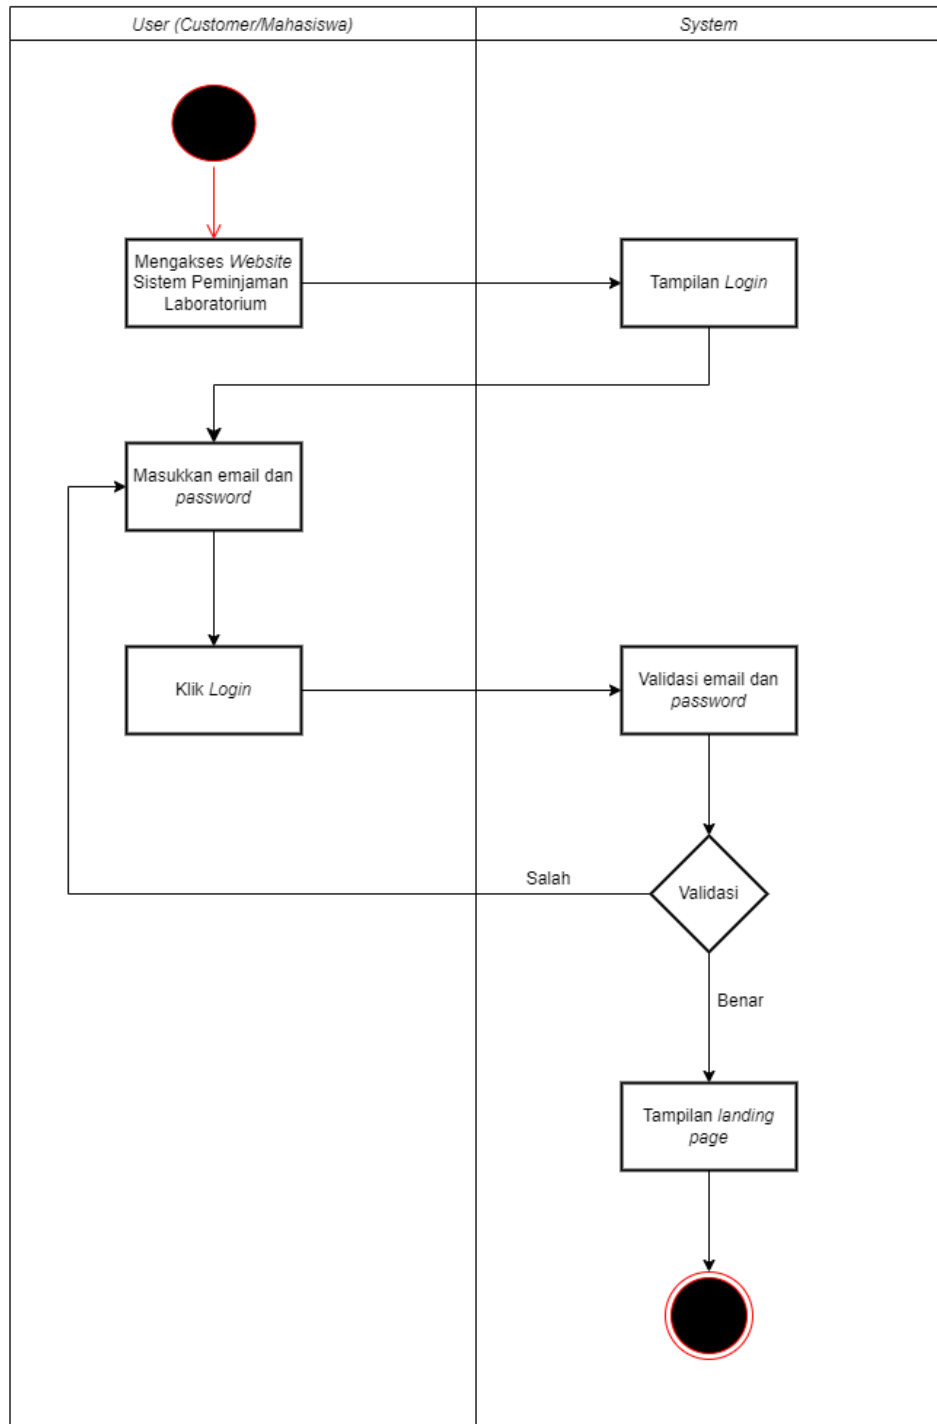 User (Customer/Mahasiswa)
System
Mengakses Website
Sistem Peminjaman
Laboratorium
Tampilan Login
Masukkan email dan
password
Klik Login
Validasi email dan
password
Salah
Validasi
Benar
Tampilan landing
page